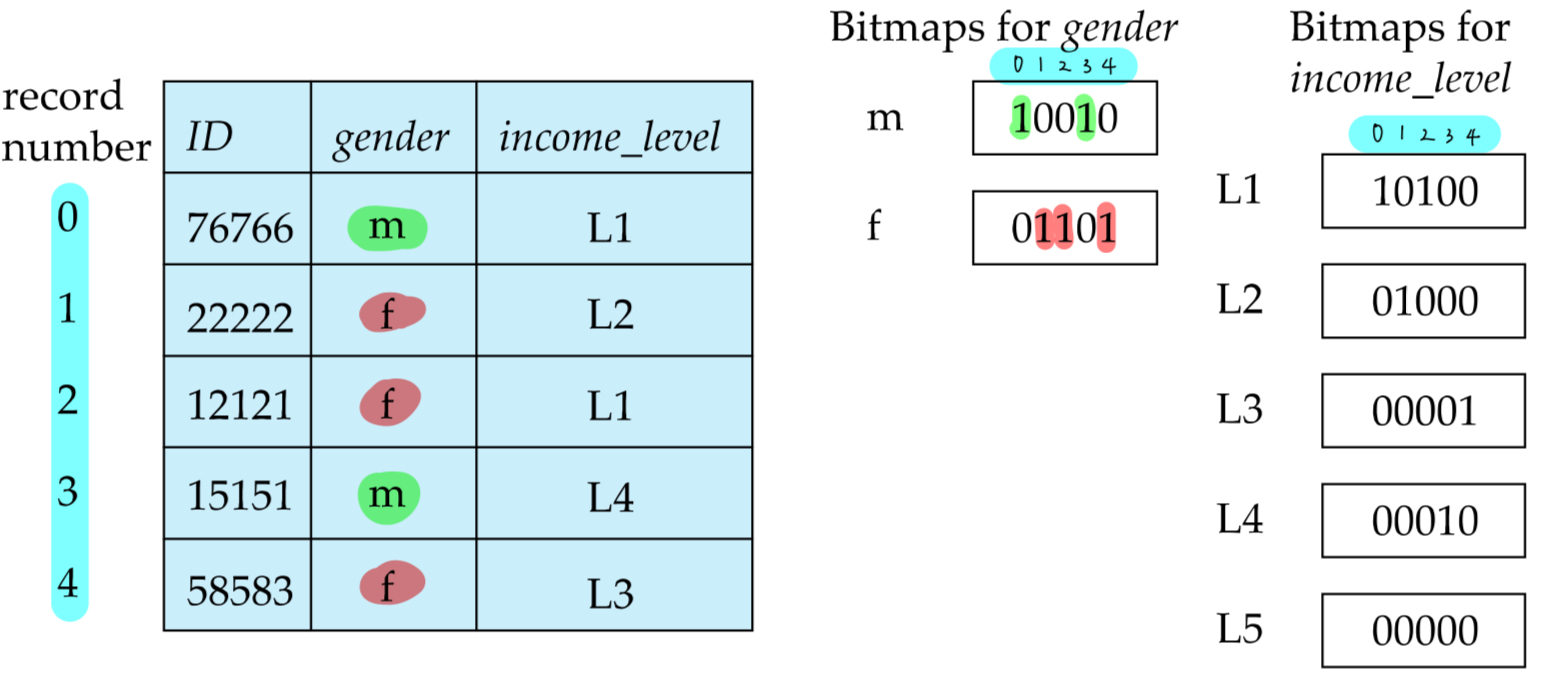 record
number
ID gender income_level
0 76766 m L1
1 22222 f L2
2 12121 f L1
3 15151 m L4
4 58583 f L3
Bitmaps for gender
0 1 2 3 4
m 10010
f 01101
Bitmaps for
income_level
0 1 2 3 4
L1 10100
L2 01000
L3 00001
L4 00010
L5 00000